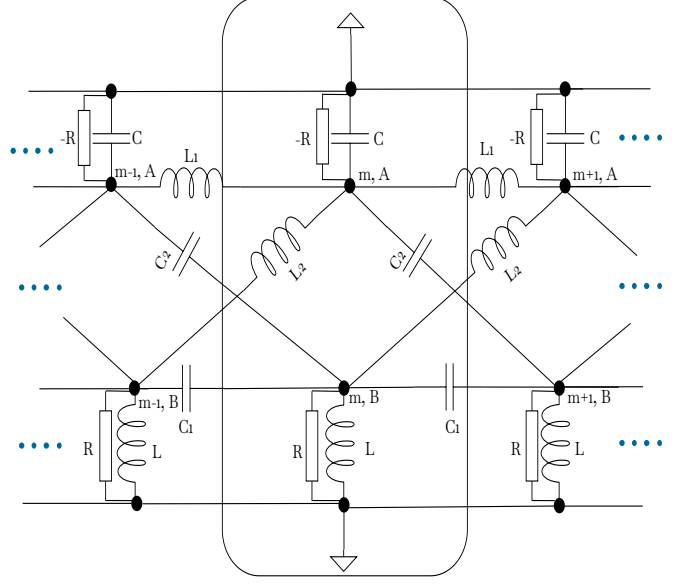 -R C -R C -R C
L1 L1
m-1, A m, A m+1, A
C2 L2 C2 L2
m-1, B m, B m+1, B
C1 C1
R L R L R L